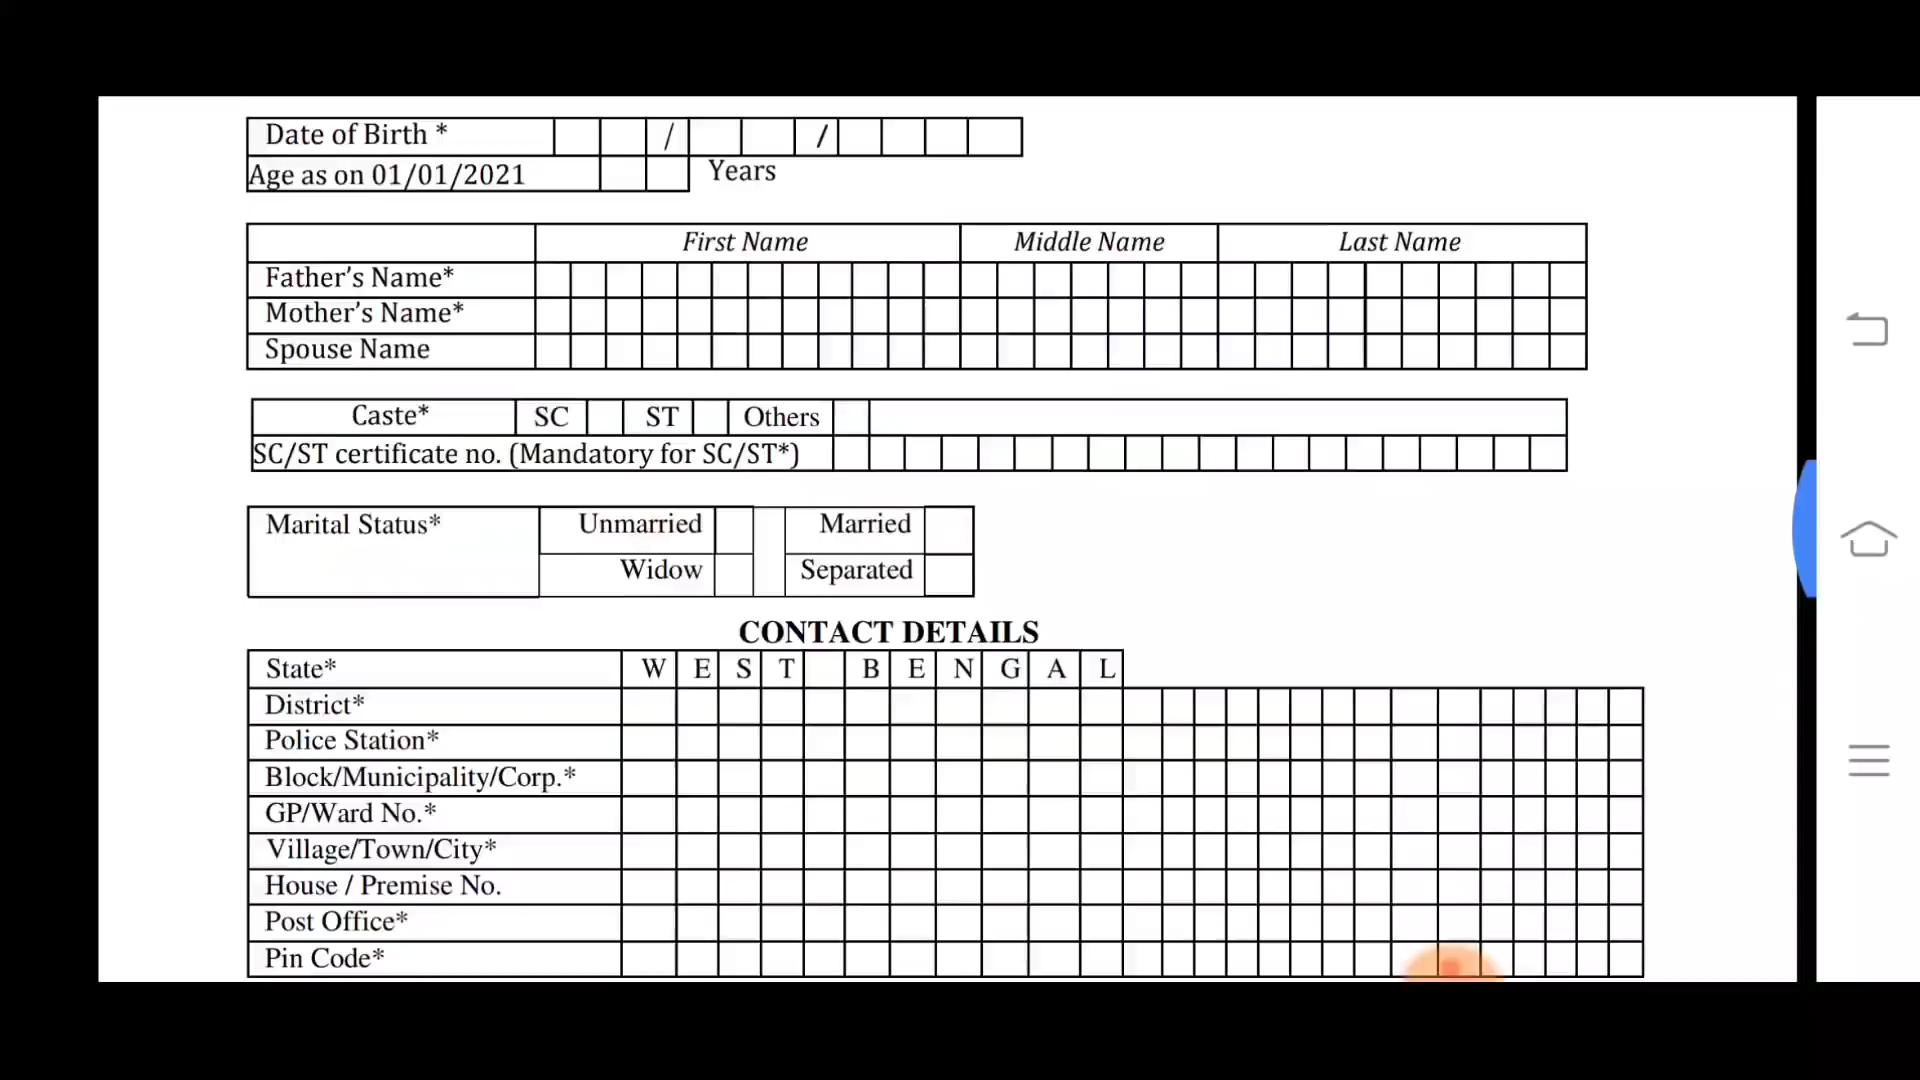 Date of Birth * / /
Age as on 01/01/2021 Years
First Name Middle Name Last Name
Father’s Name*
Mother’s Name*
Spouse Name
Caste* SC ST Others
SC/ST certificate no. (Mandatory for SC/ST*)
Marital Status* Unmarried Married
Widow Separated
CONTACT DETAILS
State* W E S T B E N G A L
District*
Police Station*
Block/Municipality/Corp.*
GP/Ward No.*
Village/Town/City*
House / Premise No.
Post Office*
Pin Code*